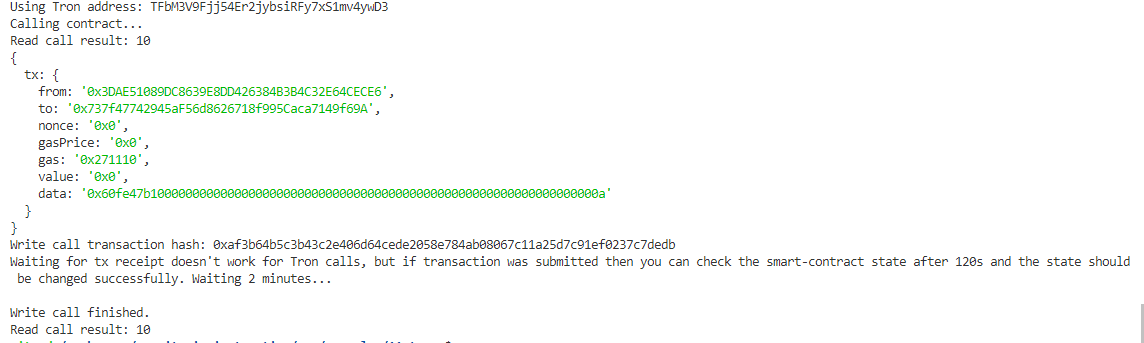 Using Tron address: TFbM3V9Fjj54Er2jybsiRFy7xS1mv4ywD3
Calling contract...
Read call result: 10
{
  tx: {
    from: '0x3DAE51089DC8639E8DD426384B3B4C32E64CECE6',
    to: '0x737f47742945aF56d8626718f995Caca7149f69A',
    nonce: '0x0',
    gasPrice: '0x0',
    gas: '0x271110',
    value: '0x0',
    data: '0x60fe47b1000000000000000000000000000000000000000000000000000000000000000a'
  }
}
Write call transaction hash: 0xaf3b64b5c3b43c2e406d64cede2058e784ab08067c11a25d7c91ef0237c7dedb
Waiting for tx receipt doesn't work for Tron calls, but if transaction was submitted then you can check the smart-contract state after 120s and the state should
 be changed successfully. Waiting 2 minutes...
Write call finished.
Read call result: 10